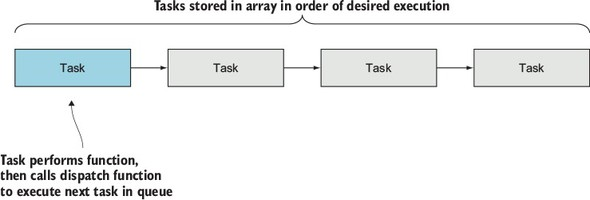 Tasks stored in array in order of desired execution
Task
Task
Task
Task
Task performs function,
then calls dispatch function
to execute next task in queue